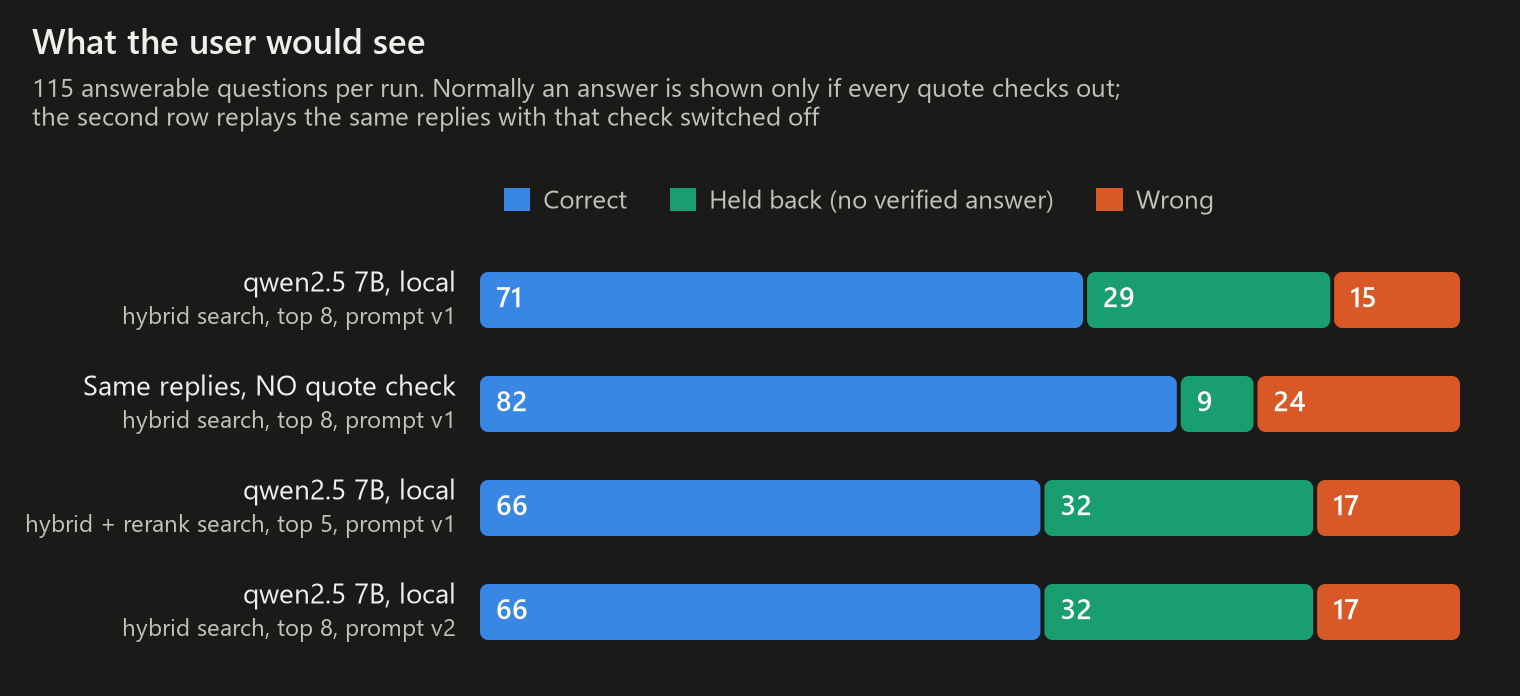 What the user would see
115 answerable questions per run. Normally an answer is shown only if every quote checks out;
the second row replays the same replies with that check switched off
Correct
Held back (no verified answer)
Wrong
qwen2.5 7B, local
hybrid search, top 8, prompt v1
71
29
15
Same replies, NO quote check
hybrid search, top 8, prompt v1
82
9
24
qwen2.5 7B, local
hybrid + rerank search, top 5, prompt v1
66
32
17
qwen2.5 7B, local
hybrid search, top 8, prompt v2
66
32
17